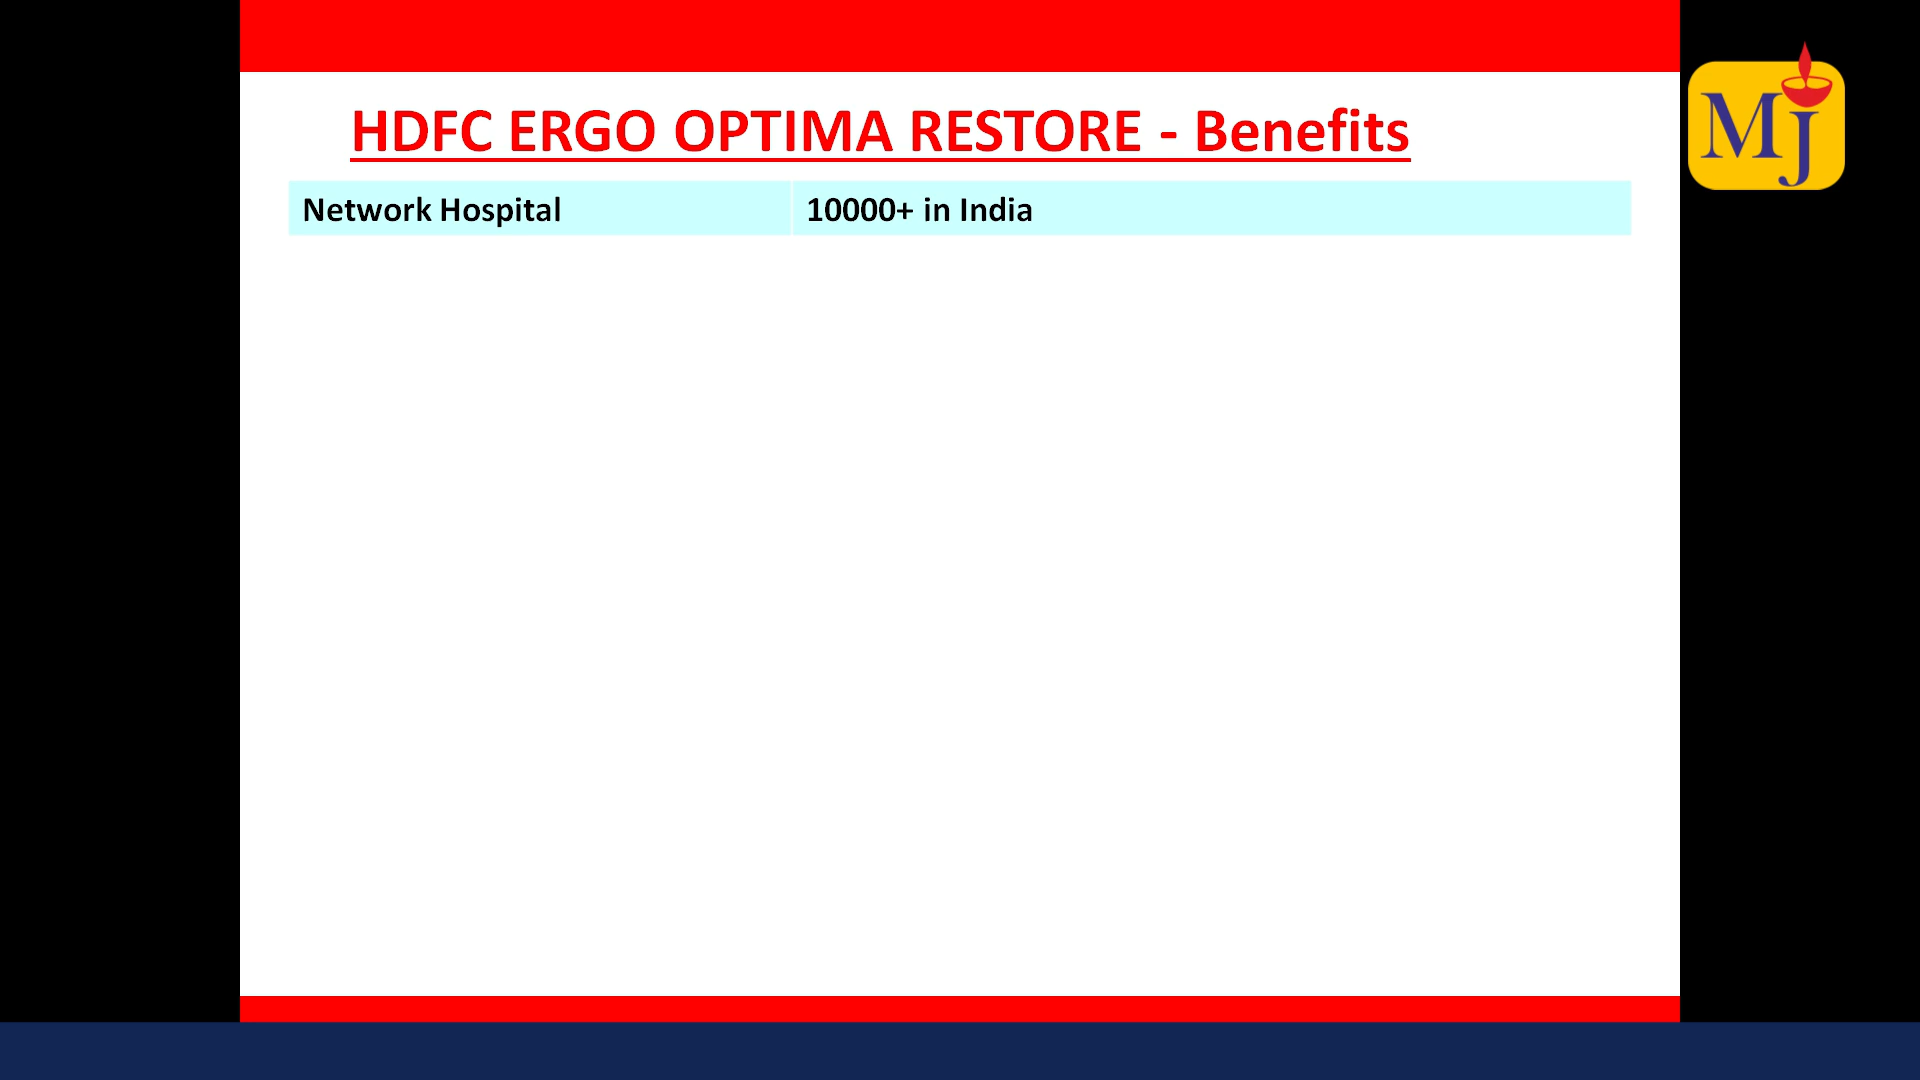 HDFC ERGO OPTIMA RESTORE - Benefits
MJ
Network Hospital 10000+ in India